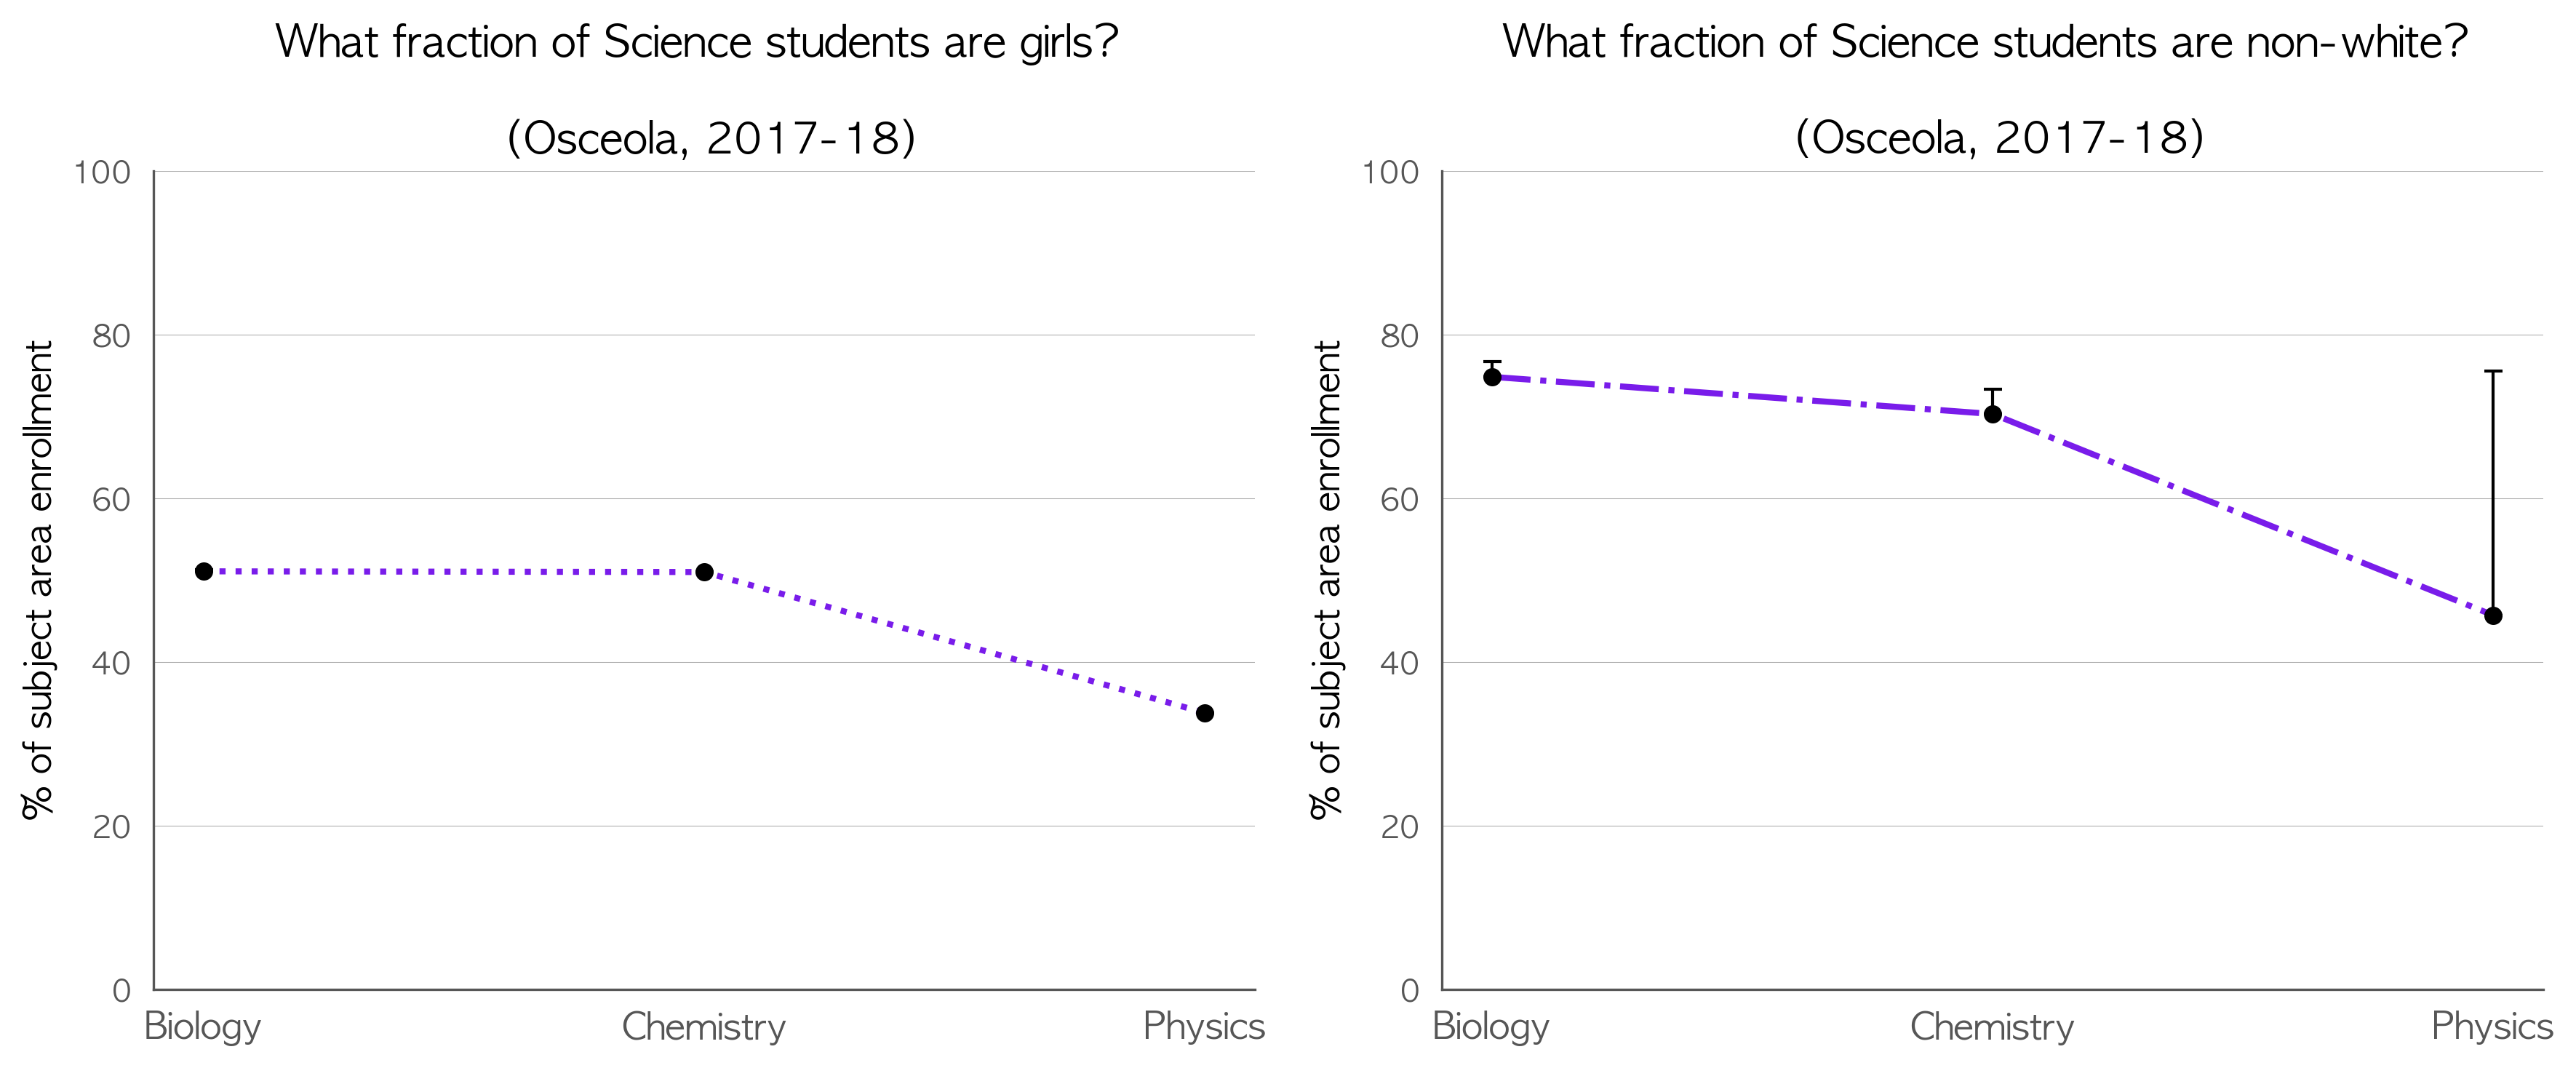 What fraction of Science students are girls?
(Osceola, 2017-18)
% of subject area enrollment
100
80
60
40
20
0
Biology Chemistry Physics
What fraction of Science students are non-white?
(Osceola, 2017-18)
% of subject area enrollment
100
80
60
40
20
0
Biology Chemistry Physics